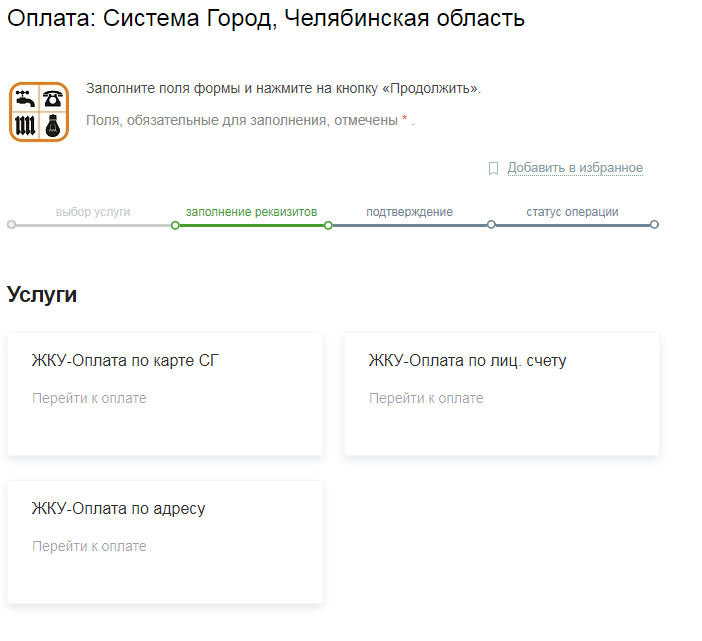 Оплата: Система Город, Челябинская область
Заполните поля формы и нажмите на кнопку «Продолжить».
Поля, обязательные для заполнения, отмечены * .
Добавить в избранное
выбор услуги
заполнение реквизитов
подтверждение
статус операции
Услуги
ЖКУ-Оплата по карте СГ
Перейти к оплате
ЖКУ-Оплата по лиц. счету
Перейти к оплате
ЖКУ-Оплата по адресу
Перейти к оплате